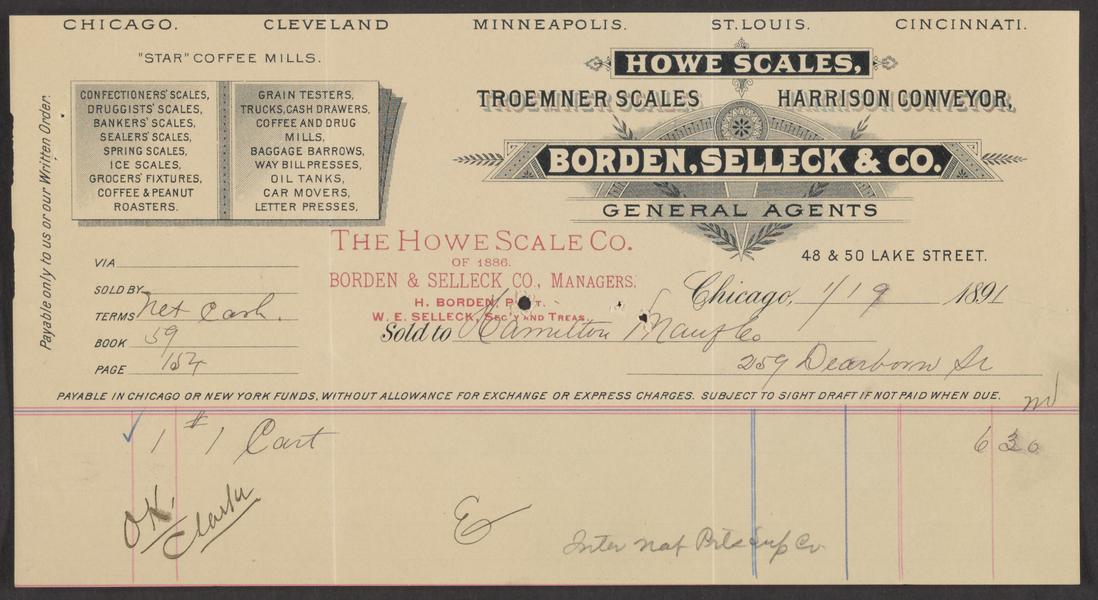 CHICAGO. CLEVELAND MINNEAPOLIS. ST. LOUIS. CINCINNATI.
"STAR" COFFEE MILLS.
CONFECTIONERS' SCALES,
DRUGGISTS' SCALES,
BANKERS' SCALES,
SEALERS' SCALES,
SPRING SCALES,
ICE SCALES,
GROCERS' FIXTURES,
COFFEE & PEANUT
ROASTERS.
GRAIN TESTERS,
TRUCKS, CASH DRAWERS,
COFFEE AND DRUG
MILLS,
BAGGAGE BARROWS,
WAY BILL PRESSES,
OIL TANKS,
CAR MOVERS,
LETTER PRESSES,
HOWE SCALES,
TROEMNER SCALES HARRISON CONVEYOR,
BORDEN, SELLECK & CO.
GENERAL AGENTS
48 & 50 LAKE STREET.
Payable only to us or our Written Order.
THE HOWE SCALE CO.
OF 1886.
BORDEN & SELLECK CO., MANAGERS.
H. BORDEN, P T.
W. E. SELLECK, SEC'Y AND TREAS.
VIA
SOLD BY
TERMS Net Cash.
BOOK 59
PAGE 154
Chicago, 1/19 1891
Sold to Hamilton Manuf Co
259 Dearborn St
PAYABLE IN CHICAGO OR NEW YORK FUNDS, WITHOUT ALLOWANCE FOR EXCHANGE OR EXPRESS CHARGES. SUBJECT TO SIGHT DRAFT IF NOT PAID WHEN DUE.
1 #1 Cart 6 30
OK.
Clark
E
Inter Co